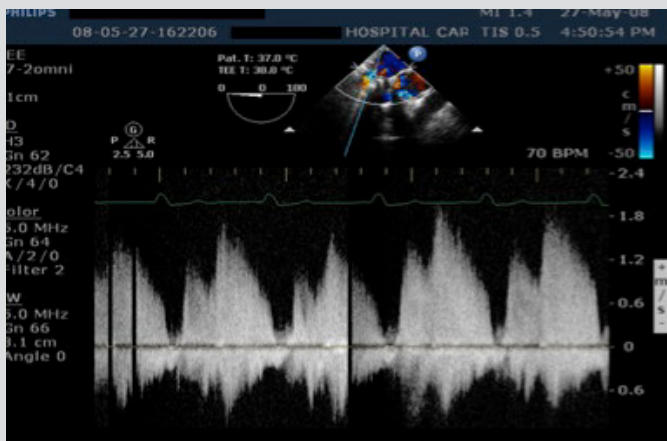 PHILIPS
MI 1.4 27-May-08
08-05-27-162206 HOSPITAL CAP TIS 0.5 4:50:54 PM
EE
7-2omni
1cm
Pat. T: 37.0 °C
TEE T: 38.0 °C
0 0 180
P
G
P R
2.5 5.0
+50
c
m
/
s
-50
70 BPM
D
H3
Gn 62
232dB/C4
K/4/0
olor
5.0 MHz
Gn 64
A/2/0
Filter 2
W
5.0 MHz
Gn 66
3.1 cm
Angle 0
-2.4
-1.8
-1.2
-0.6
-0
-0.6
+
m
/
s
-